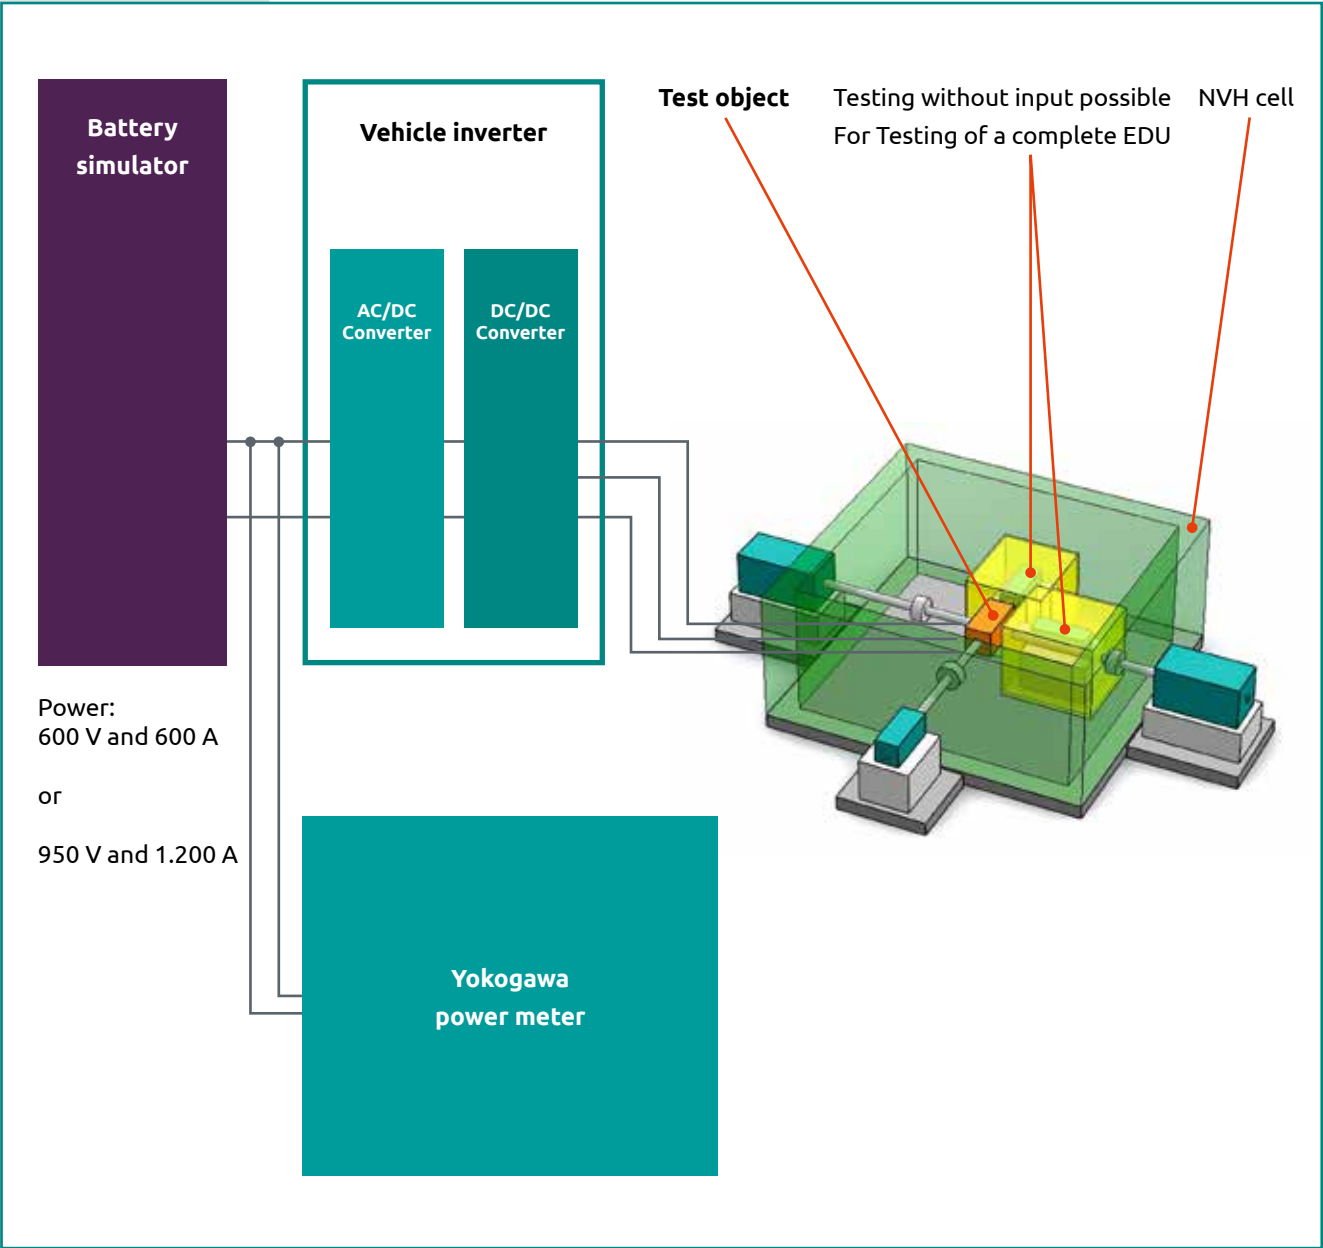 Battery
simulator
Vehicle inverter
AC/DC
Converter
DC/DC
Converter
Test object
Testing without input possible
For Testing of a complete EDU
NVH cell
Power:
600 V and 600 A
or
950 V and 1.200 A
Yokogawa
power meter